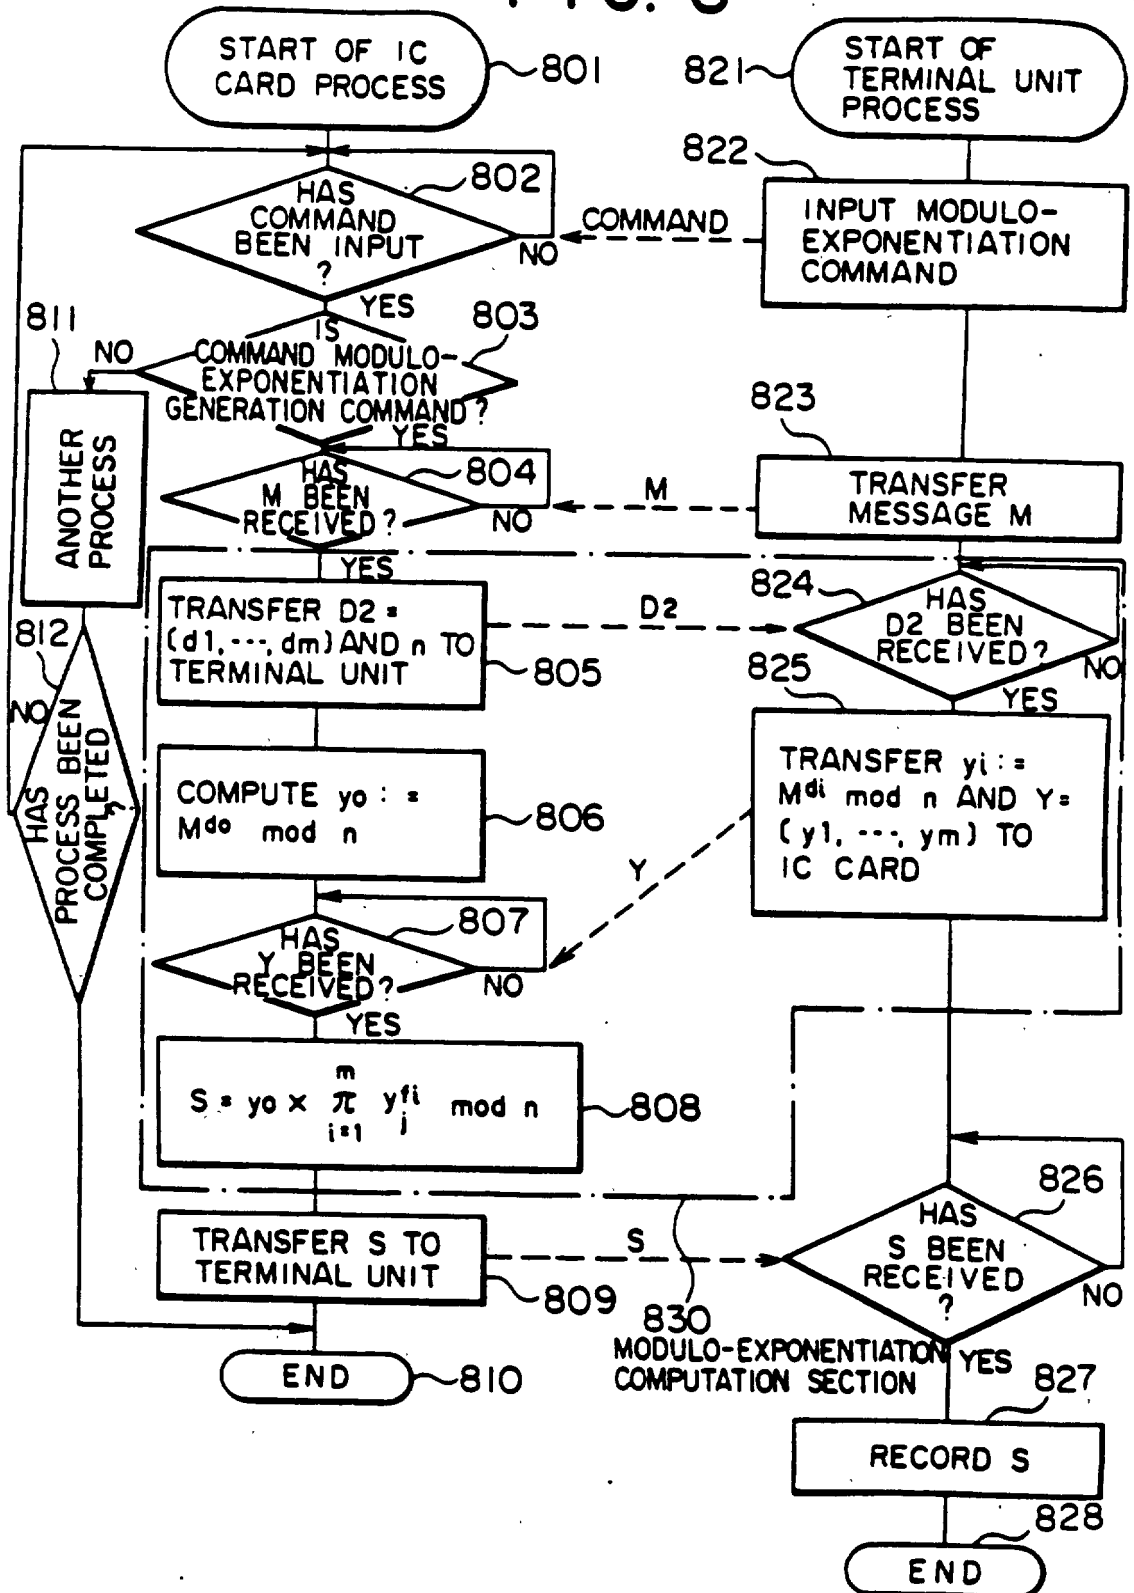 START OF IC
CARD PROCESS
801
821
START OF
TERMINAL UNIT
PROCESS
822
802
HAS
COMMAND
BEEN INPUT
?
NO
COMMAND
INPUT MODULO-
EXPONENTIATION
COMMAND
YES
811
803
NO
IS
COMMAND MODULO-
EXPONENTIATION
GENERATION COMMAND?
YES
823
ANOTHER
PROCESS
804
HAS
M BEEN
RECEIVED?
NO
M
TRANSFER
MESSAGE M
YES
824
TRANSFER D2=
(d1,---,dm) AND n TO
TERMINAL UNIT
805
D2
HAS
D2 BEEN
RECEIVED?
NO
812
825
YES
NO
HAS
PROCESS BEEN
COMPLETED
?
COMPUTE yo :=
M^do mod n
806
TRANSFER yi :=
M^di mod n AND Y=
(y1, ---, ym) TO
IC CARD
Y
807
HAS
Y BEEN
RECEIVED?
NO
YES
m
S = yo × π y^fi_j mod n
i=1
808
826
HAS
S BEEN
RECEIVED
?
NO
TRANSFER S TO
TERMINAL UNIT
809
S
830
MODULO-EXPONENTIATION
COMPUTATION SECTION
YES
END
810
827
RECORD S
828
END